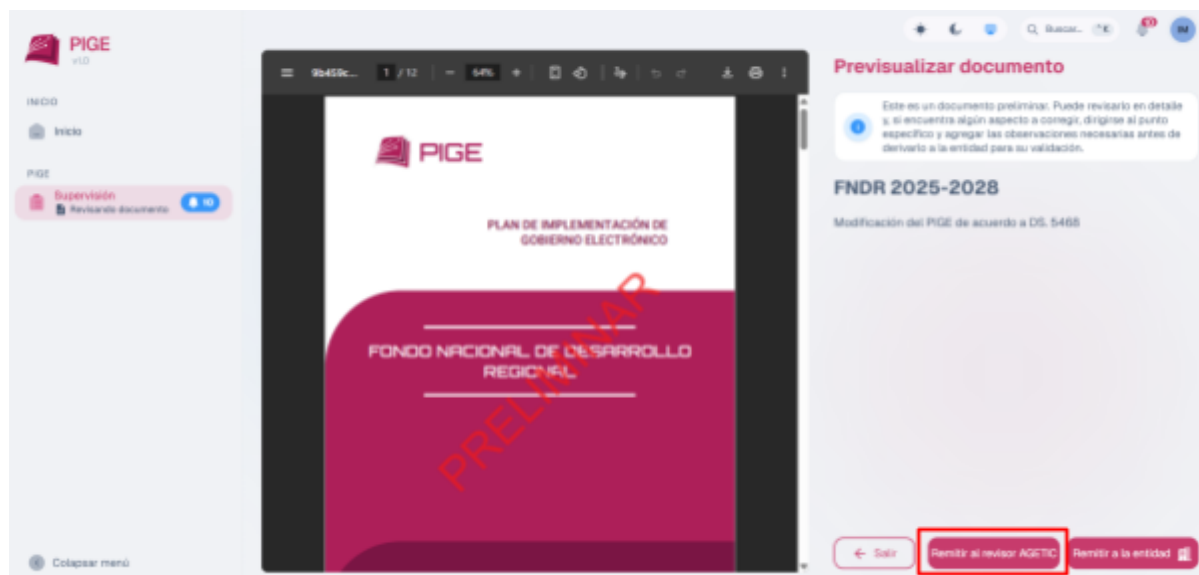 PIGE
v1.0
INICIO
Inicio
PIGE
Supervisión
Revisando documento
10
Colapsar menú
9b459c...
1 / 12
64%
PIGE
PLAN DE IMPLEMENTACIÓN DE
GOBIERNO ELECTRÓNICO
FONDO NACIONAL DE DESARROLLO
REGIONAL
PRELIMINAR
Buscar...
Previsualizar documento
Este es un documento preliminar. Puede revisarlo en detalle
y, si encuentra algún aspecto a corregir, dirigirse al punto
específico y agregar las observaciones necesarias antes de
derivarlo a la entidad para su validación.
FNDR 2025-2028
Modificación del PIGE de acuerdo a DS. 5468
Salir
Remitir al revisor AGETIC
Remitir a la entidad